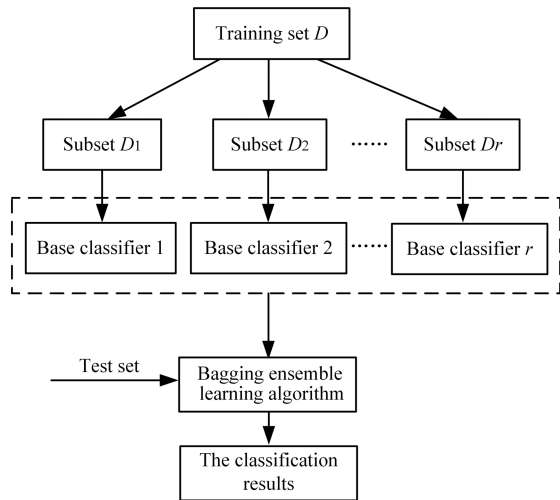 Training set D
Subset D1
Subset D2
······
Subset Dr
Base classifier 1
Base classifier 2
······
Base classifier r
Test set
Bagging ensemble
learning algorithm
The classification
results